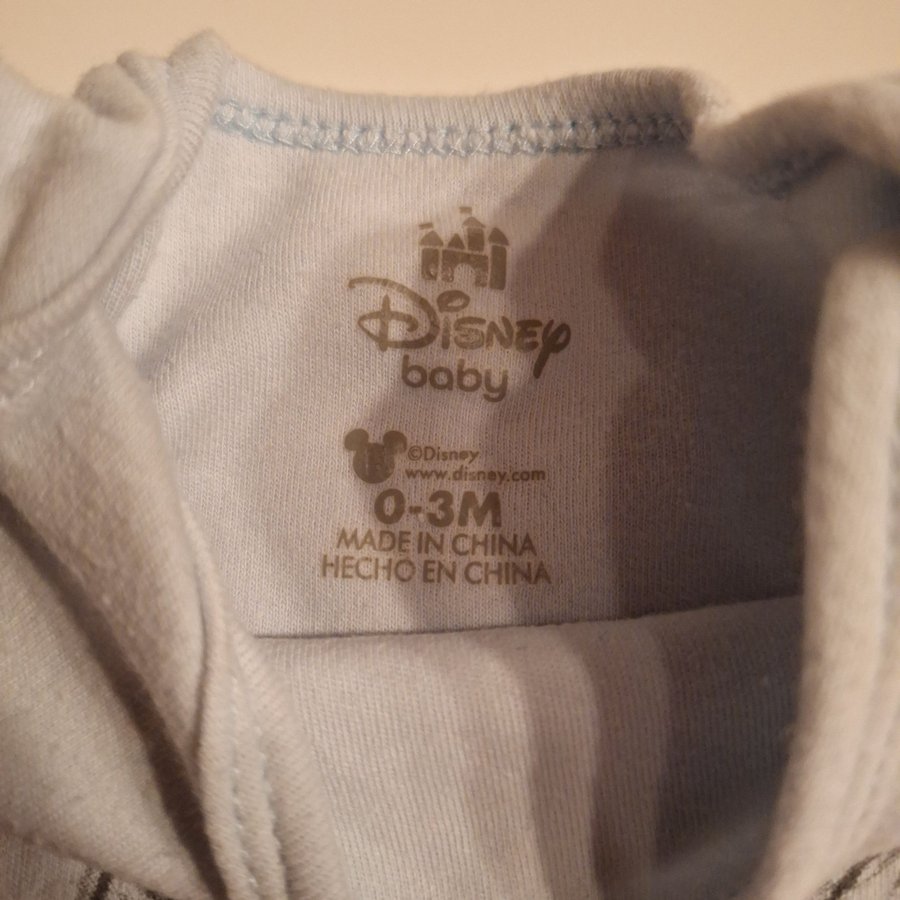 Disney
baby
©Disney
www.disney.com
0-3M
MADE IN CHINA
HECHO EN CHINA